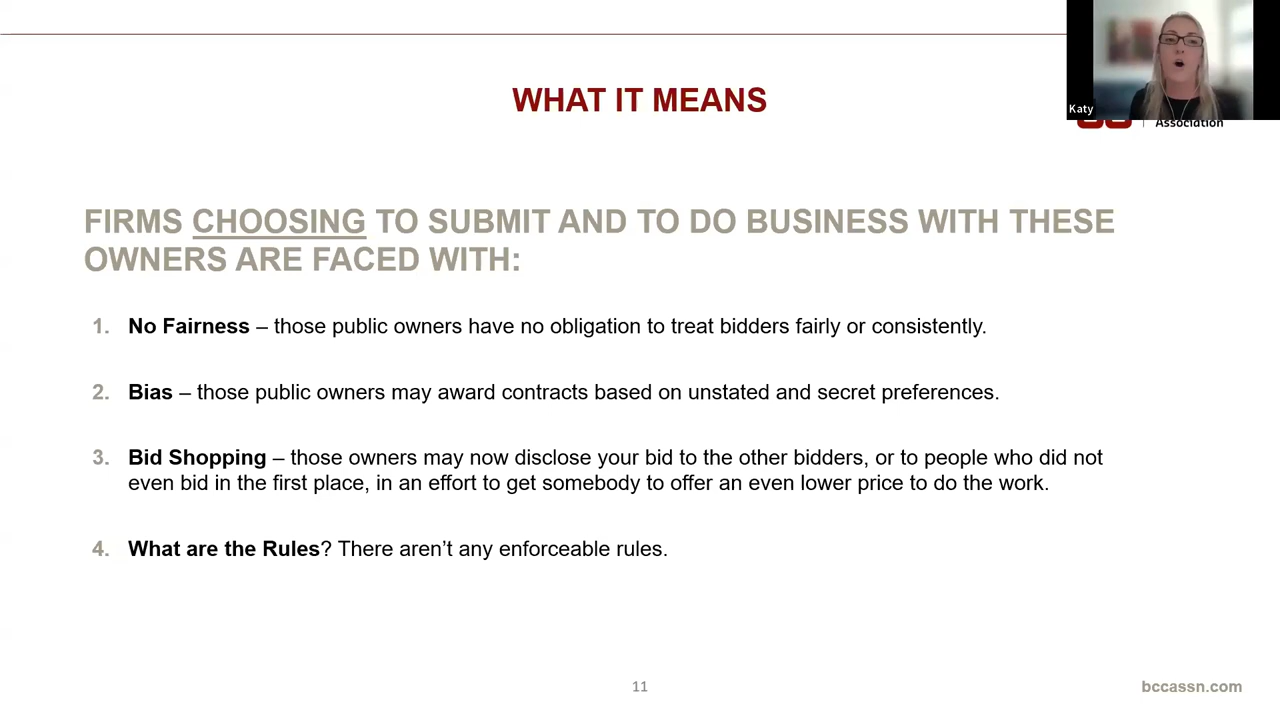 WHAT IT MEANS
Katy
Association
FIRMS CHOOSING TO SUBMIT AND TO DO BUSINESS WITH THESE
OWNERS ARE FACED WITH:
1. No Fairness – those public owners have no obligation to treat bidders fairly or consistently.
2. Bias – those public owners may award contracts based on unstated and secret preferences.
3. Bid Shopping – those owners may now disclose your bid to the other bidders, or to people who did not
even bid in the first place, in an effort to get somebody to offer an even lower price to do the work.
4. What are the Rules? There aren’t any enforceable rules.
11
bccassn.com